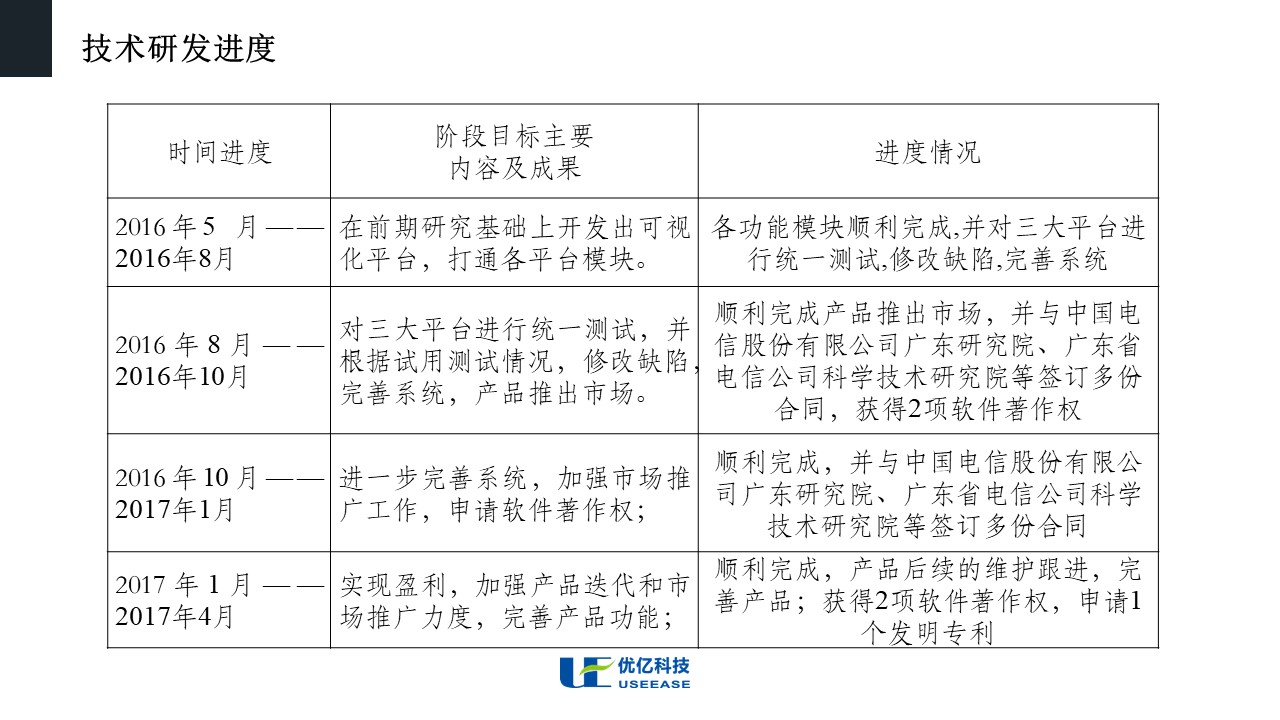 技术研发进度
时间进度
阶段目标主要
内容及成果
进度情况
2016年5 月——
2016年8月
在前期研究基础上开发出可视
化平台，打通各平台模块。
各功能模块顺利完成,并对三大平台进
行统一测试,修改缺陷,完善系统
2016年8月——
2016年10月
对三大平台进行统一测试，并
根据试用测试情况，修改缺陷，
完善系统，产品推出市场。
顺利完成产品推出市场，并与中国电
信股份有限公司广东研究院、广东省
电信公司科学技术研究院等签订多份
合同，获得2项软件著作权
2016年10月——
2017年1月
进一步完善系统，加强市场推
广工作，申请软件著作权；
顺利完成，并与中国电信股份有限公
司广东研究院、广东省电信公司科学
技术研究院等签订多份合同
2017年1月——
2017年4月
实现盈利，加强产品迭代和市
场推广力度，完善产品功能；
顺利完成，产品后续的维护跟进，完
善产品；获得2项软件著作权，申请1
个发明专利
UE 优亿科技
USEEASE